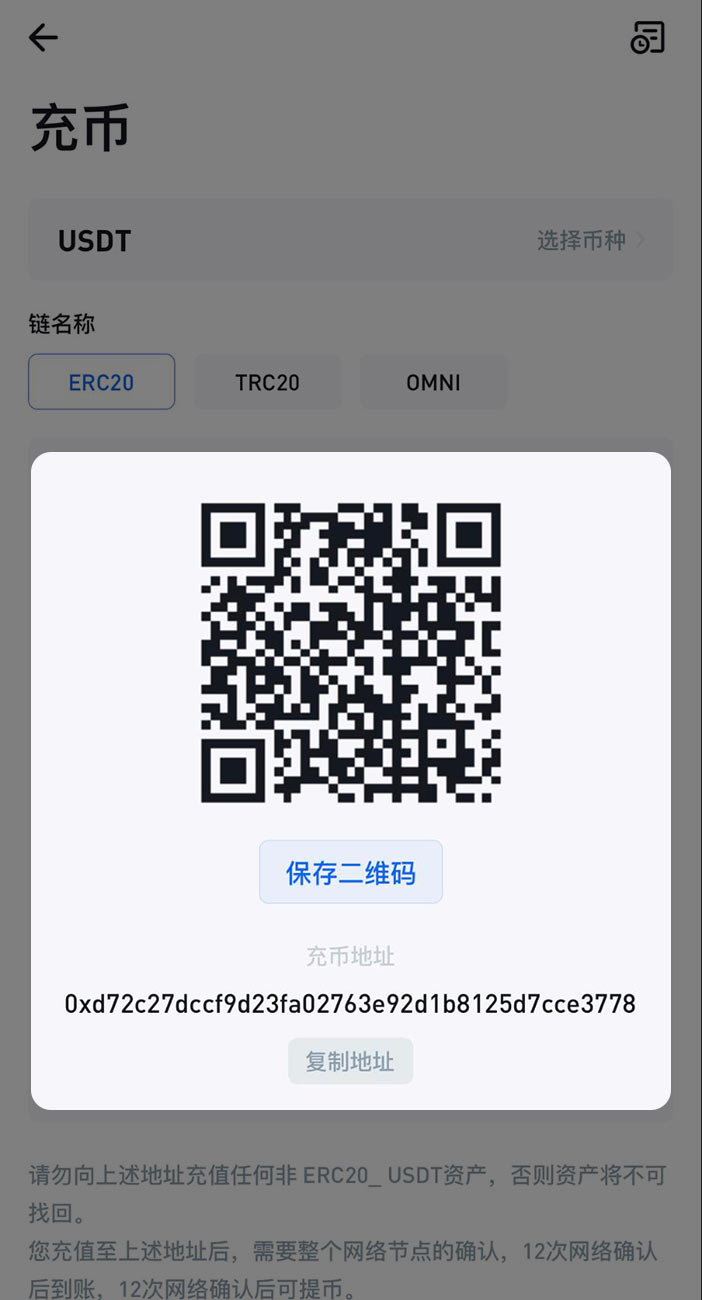 充币
USDT
选择币种
链名称
ERC20
TRC20
OMNI
保存二维码
充币地址
0xd72c27dccf9d23fa02763e92d1b8125d7cce3778
复制地址
请勿向上述地址充值任何非 ERC20_ USDT资产，否则资产将不可
找回。
您充值至上述地址后，需要整个网络节点的确认，12次网络确认
后到账，12次网络确认后可提币。